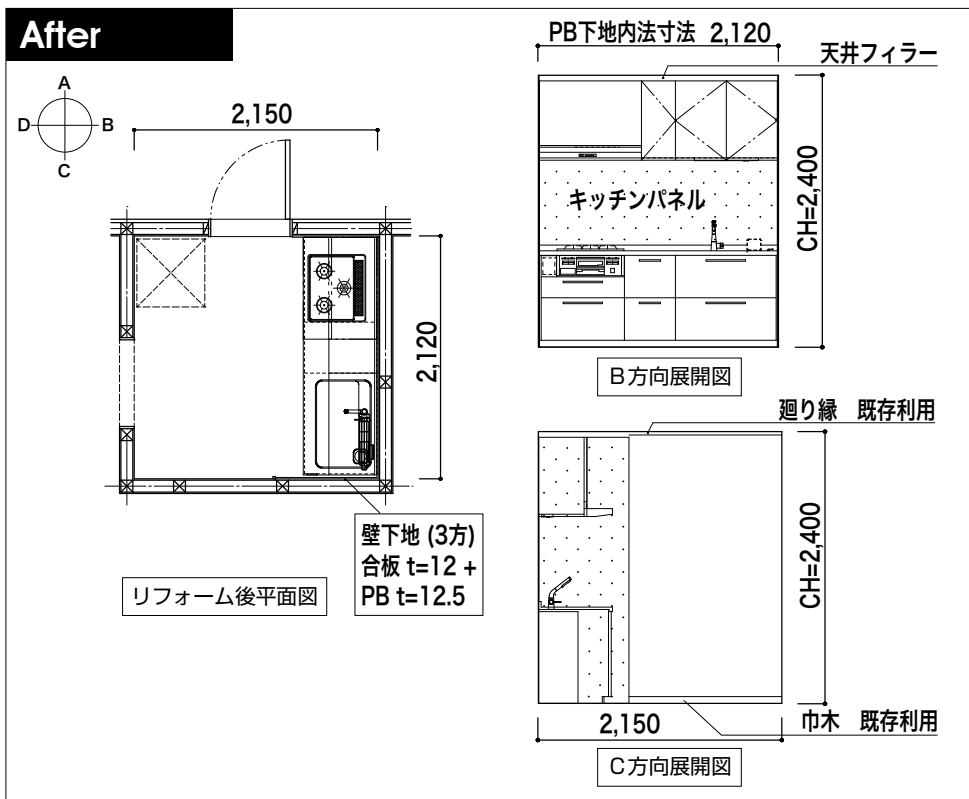 After
A
D
B
C
2,150
2,120
壁下地 (3方)
合板 t=12 +
PB t=12.5
リフォーム後平面図
PB下地内法寸法 2,120
天井フィラー
キッチンパネル
CH=2,400
B方向展開図
廻り縁 既存利用
CH=2,400
2,150
巾木 既存利用
C方向展開図